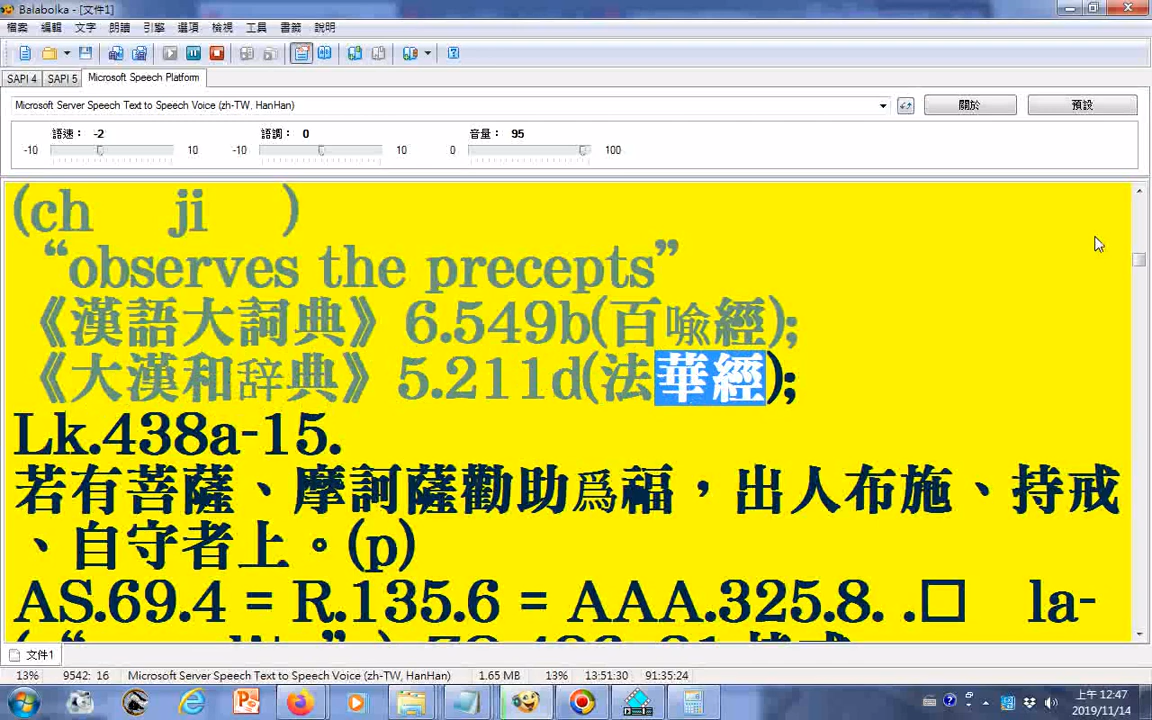 Balabolka - [文件1]
檔案 編輯 文字 朗讀 引擎 選項 檢視 工具 書籤 說明
SAPI 4 SAPI 5 Microsoft Speech Platform
Microsoft Server Speech Text to Speech Voice (zh-TW, HanHan) 關於 預設
語速： -2 語調： 0 音量： 95
-10 10 -10 10 0 100
(ch ji )
“observes the precepts”
《漢語大詞典》 6.549b(百喩經);
《大漢和辞典》 5.211d(法華經);
Lk.438a-15.
若有菩薩、摩訶薩勸助爲福，出人布施、持戒
、自守者上。(p)
AS.69.4 = R.135.6 = AAA.325.8. .□ la-
文件1
13% 9542: 16 Microsoft Server Speech Text to Speech Voice (zh-TW, HanHan) 1.65 MB 13% 13:51:30 91:35:24
上午 12:47
2019/11/14